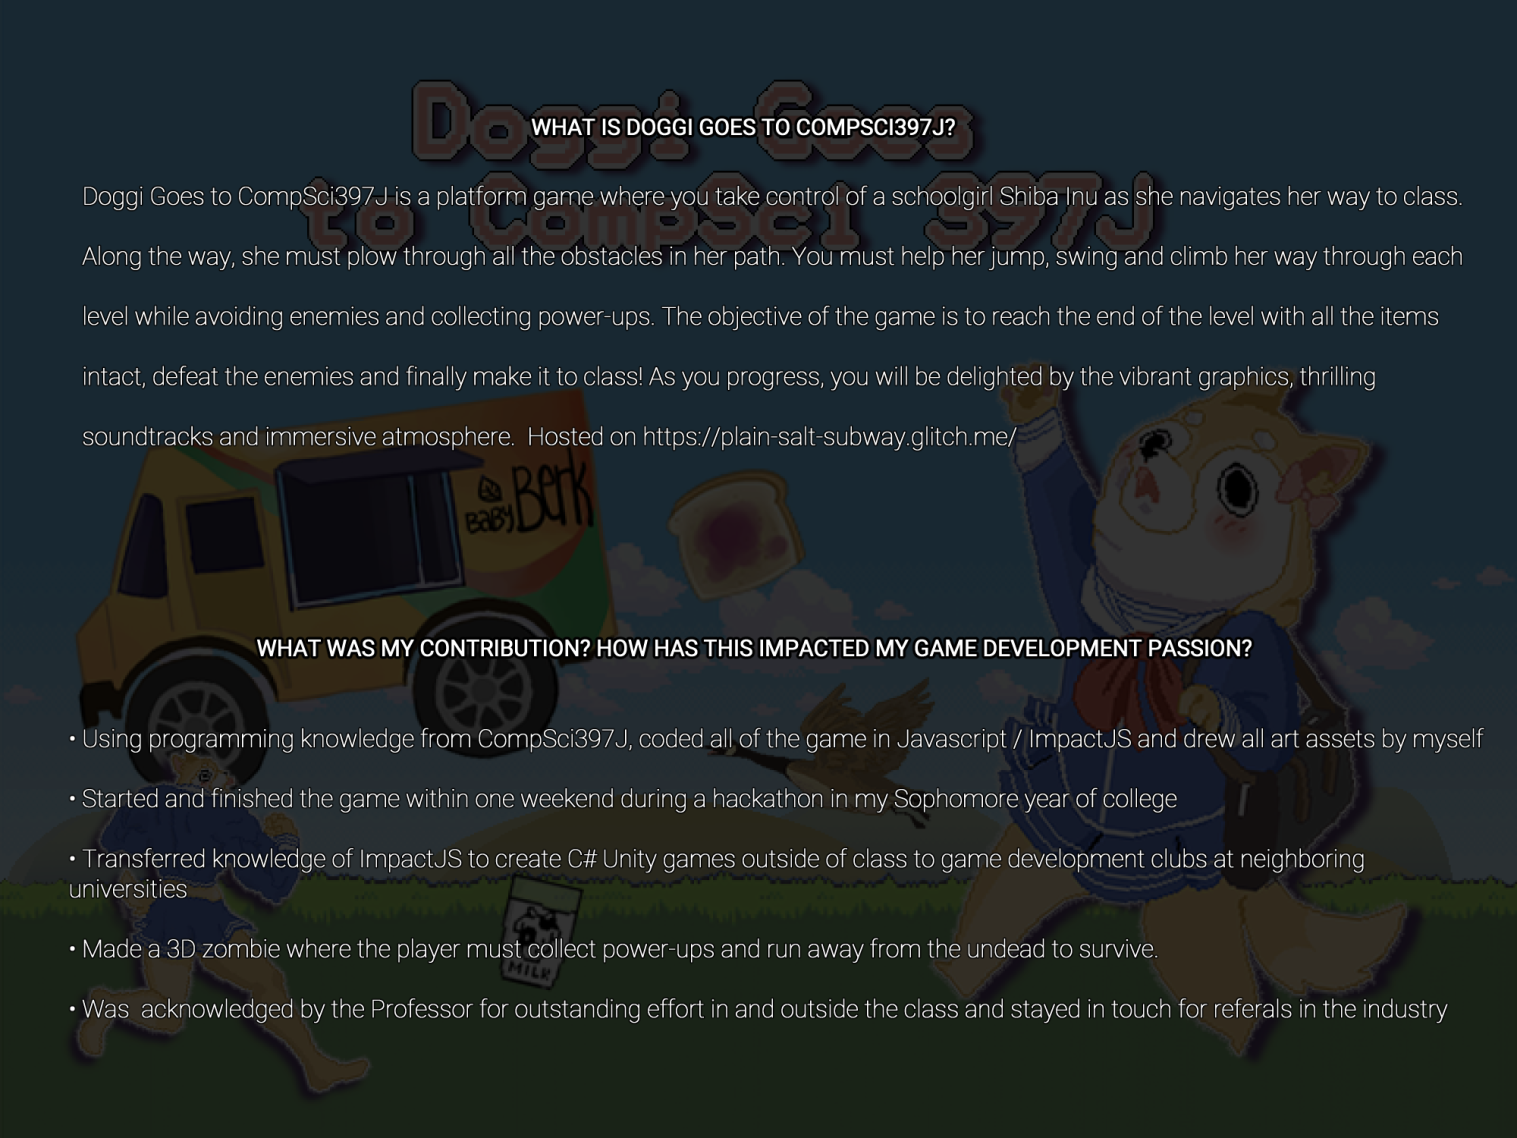 Doggi Goes
to CompSci 397J
WHAT IS DOGGI GOES TO COMPSCI397J?
Doggi Goes to CompSci397J is a platform game where you take control of a schoolgirl Shiba Inu as she navigates her way to class.
Along the way, she must plow through all the obstacles in her path. You must help her jump, swing and climb her way through each
level while avoiding enemies and collecting power-ups. The objective of the game is to reach the end of the level with all the items
intact, defeat the enemies and finally make it to class! As you progress, you will be delighted by the vibrant graphics, thrilling
soundtracks and immersive atmosphere.  Hosted on https://plain-salt-subway.glitch.me/
BABY Berk
WHAT WAS MY CONTRIBUTION? HOW HAS THIS IMPACTED MY GAME DEVELOPMENT PASSION?
• Using programming knowledge from CompSci397J, coded all of the game in Javascript / ImpactJS and drew all art assets by myself
• Started and finished the game within one weekend during a hackathon in my Sophomore year of college
• Transferred knowledge of ImpactJS to create C# Unity games outside of class to game development clubs at neighboring
universities
• Made a 3D zombie where the player must collect power-ups and run away from the undead to survive.
MILK
• Was  acknowledged by the Professor for outstanding effort in and outside the class and stayed in touch for referals in the industry